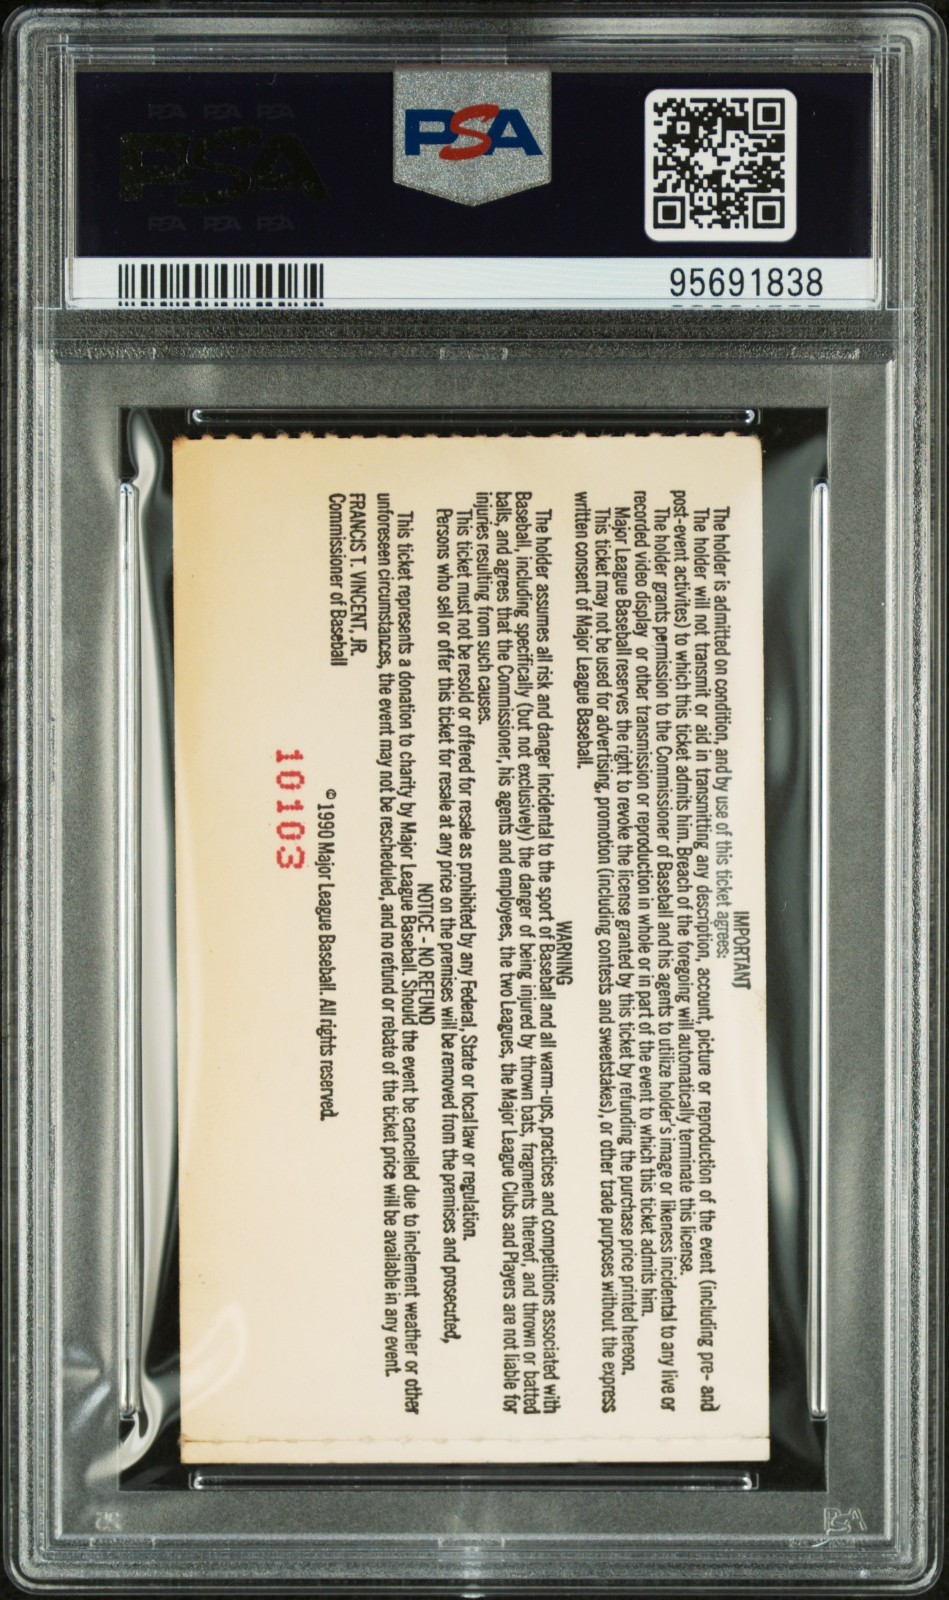 PSA PSA PSA
PSA
PSA PSA PSA
PSA
95691838
IMPORTANT
The holder is admitted on condition, and by use of this ticket agrees:
The holder will not transmit or aid in transmitting any description, account, picture or reproduction of the event (including pre- and
post-event activites) to which this ticket admits him. Breach of the foregoing will automatically terminate this license.
The holder grants permission to the Commissioner of Baseball and his agents to utilize holder's image or likeness incidental to any live or
recorded video display or other transmission or reproduction in whole or in part of the event to which this ticket admits him.
Major League Baseball reserves the right to revoke the license granted by this ticket by refunding the purchase price printed hereon.
This ticket may not be used for advertising, promotion (including contests and sweetstakes), or other trade purposes without the express
written consent of Major League Baseball.
WARNING
The holder assumes all risk and danger incidental to the sport of Baseball and all warm-ups, practices and competitions associated with
Baseball, including specifically (but not exclusively) the danger of being injured by thrown bats, fragments thereof, and thrown or batted
balls, and agrees that the Commissioner, his agents and employees, the two Leagues, the Major League Clubs and Players are not liable for
injuries resulting from such causes.
This ticket must not be resold or offered for resale as prohibited by any Federal, State or local law or regulation.
Persons who sell or offer this ticket for resale at any price on the premises will be removed from the premises and prosecuted,
NOTICE - NO REFUND
This ticket represents a donation to charity by Major League Baseball. Should the event be cancelled due to inclement weather or other
unforeseen circumstances, the event may not be rescheduled, and no refund or rebate of the ticket price will be available in any event.
FRANCIS T. VINCENT, JR.
Commissioner of Baseball
© 1990 Major League Baseball. All rights reserved.
10103
PSA